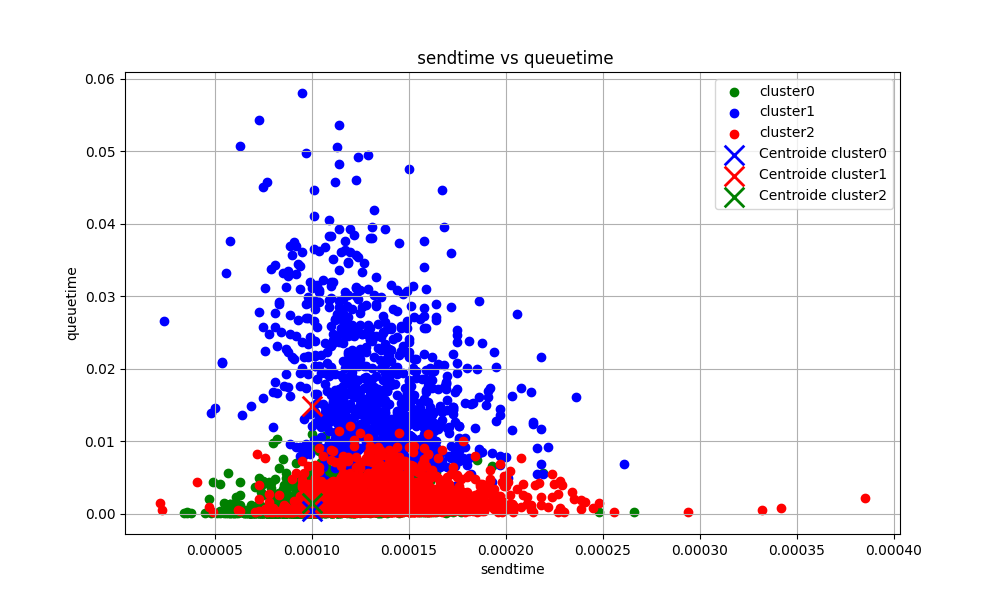 sendtime vs queuetime
cluster0
cluster1
cluster2
Centroide cluster0
Centroide cluster1
Centroide cluster2
queuetime
0.06
0.05
0.04
0.03
0.02
0.01
0.00
0.00005 0.00010 0.00015 0.00020 0.00025 0.00030 0.00035 0.00040
sendtime